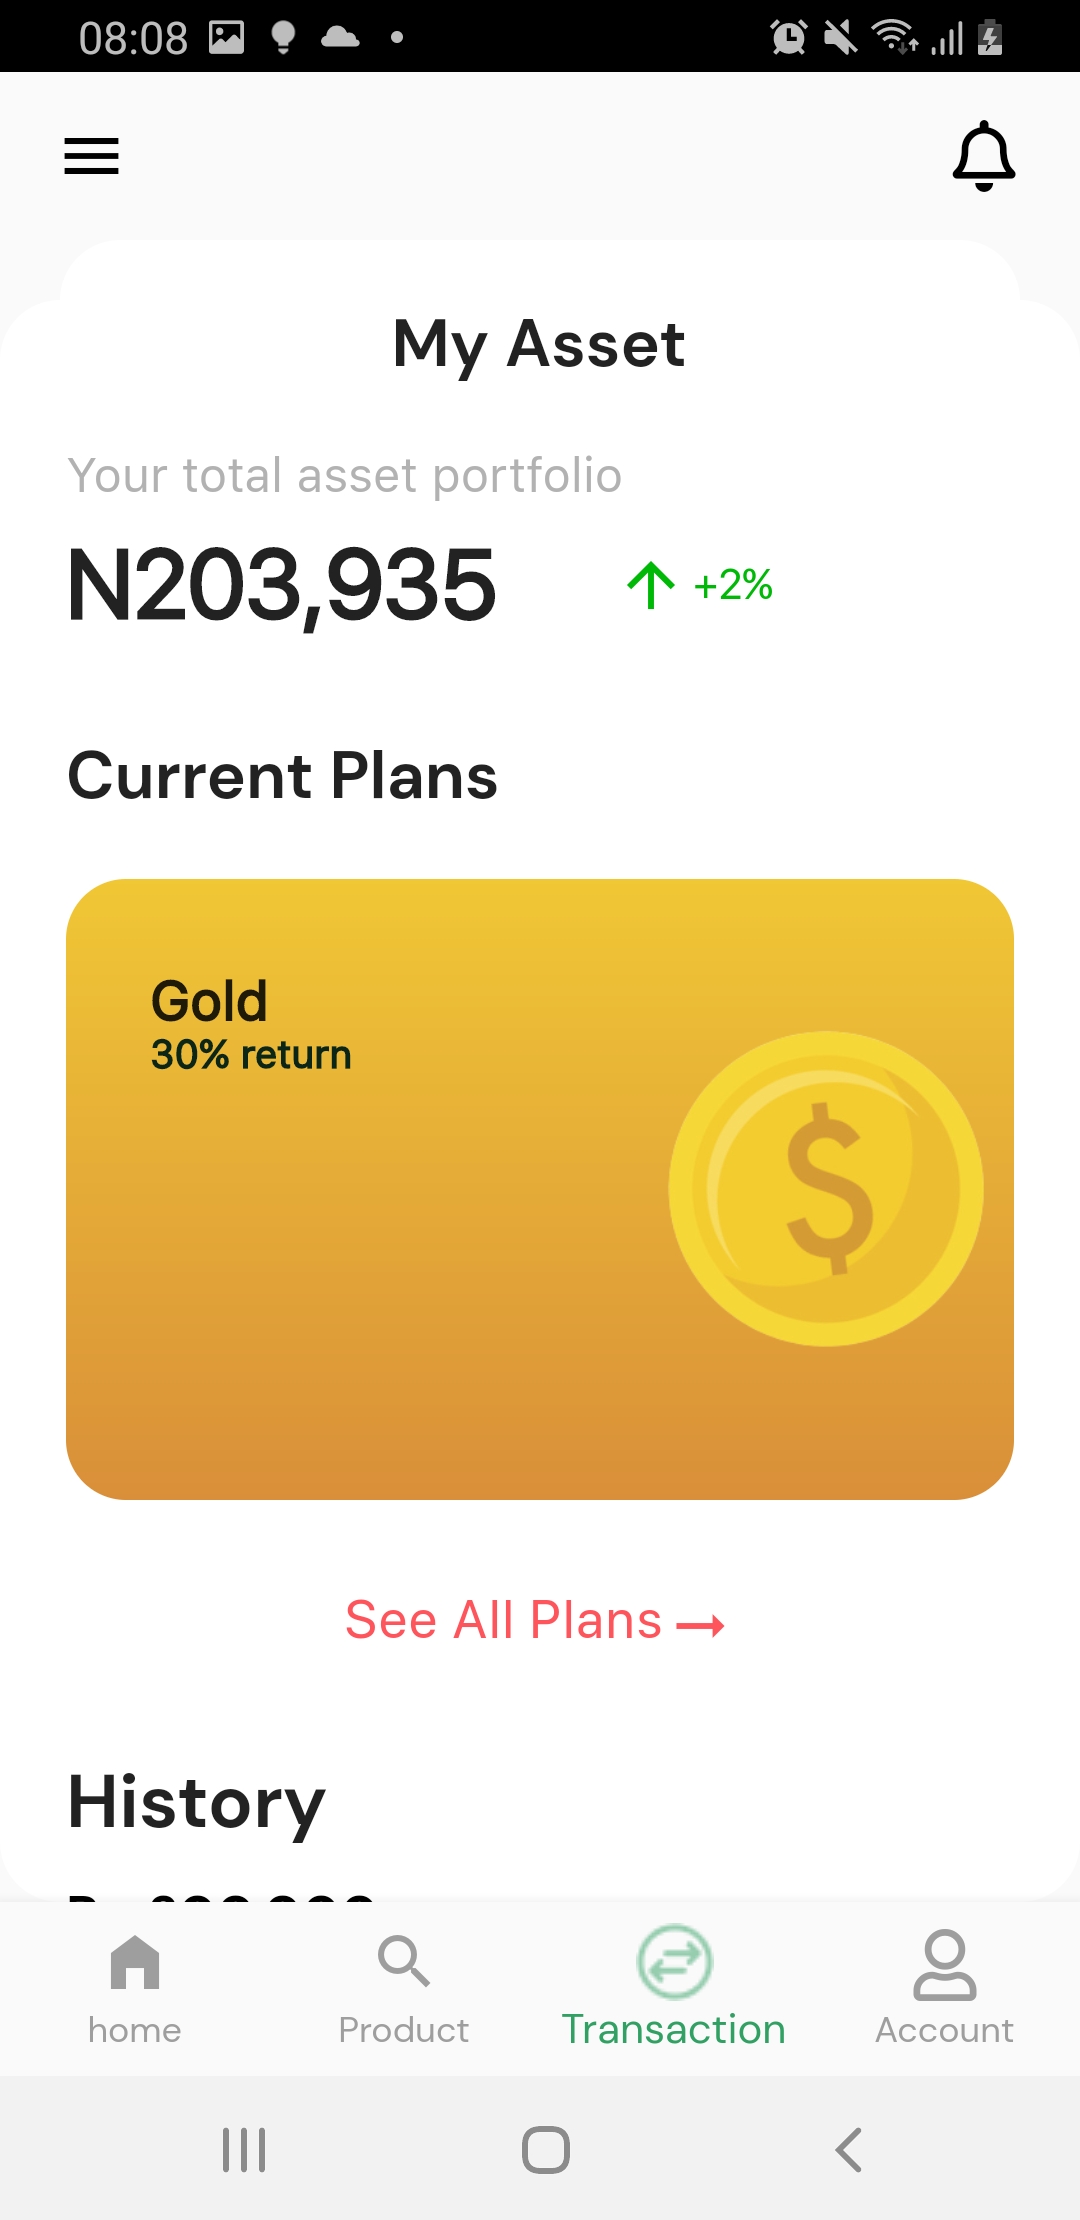 08:08
My Asset
Your total asset portfolio
N203,935
+2%
Current Plans
Gold
30% return
See All Plans
History
home
Product
Transaction
Account